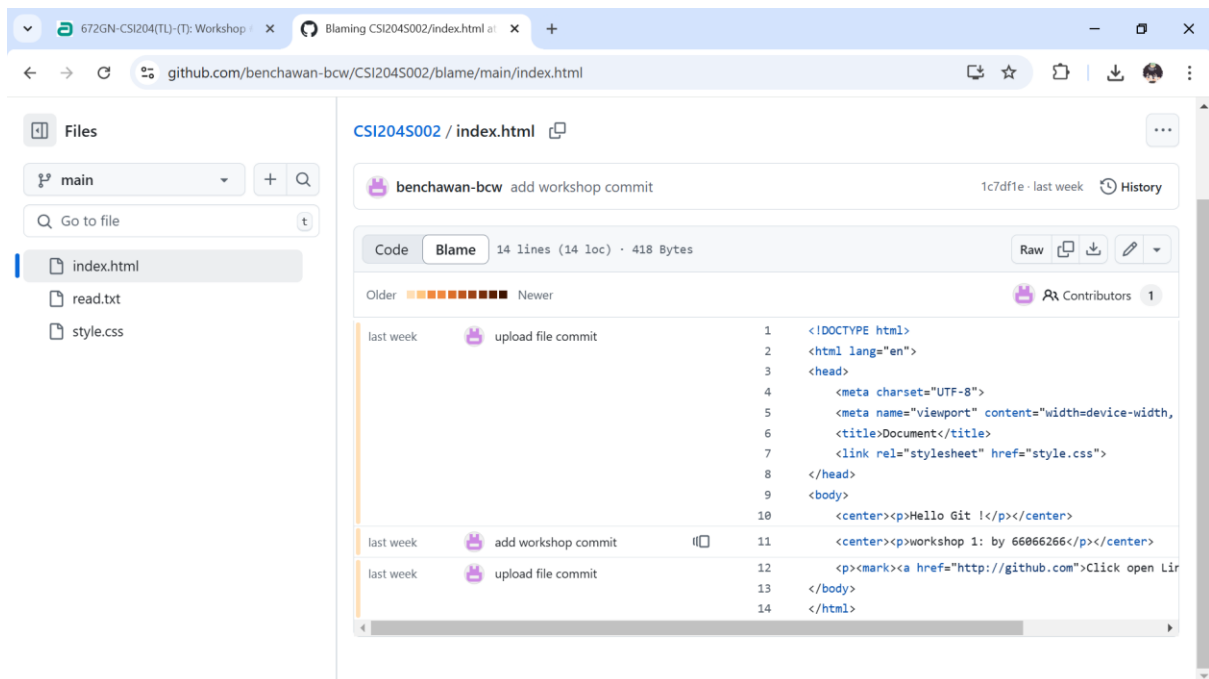 672GN-CSI204(TL)-(T): Workshop
Blaming CSI204S002/index.html at
github.com/benchawan-bcw/CSI204S002/blame/main/index.html
Files
main
Go to file
t
index.html
read.txt
style.css
CSI204S002 / index.html
benchawan-bcw add workshop commit
1c7df1e · last week
History
Code
Blame
14 lines (14 loc) · 418 Bytes
Raw
Older
Newer
Contributors 1
last week upload file commit
1 <!DOCTYPE html>
2 <html lang="en">
3 <head>
4 <meta charset="UTF-8">
5 <meta name="viewport" content="width=device-width,
6 <title>Document</title>
7 <link rel="stylesheet" href="style.css">
8 </head>
9 <body>
10 <center><p>Hello Git !</p></center>
last week add workshop commit
11 <center><p>workshop 1: by 66066266</p></center>
last week upload file commit
12 <p><mark><a href="http://github.com">Click open Lin
13 </body>
14 </html>